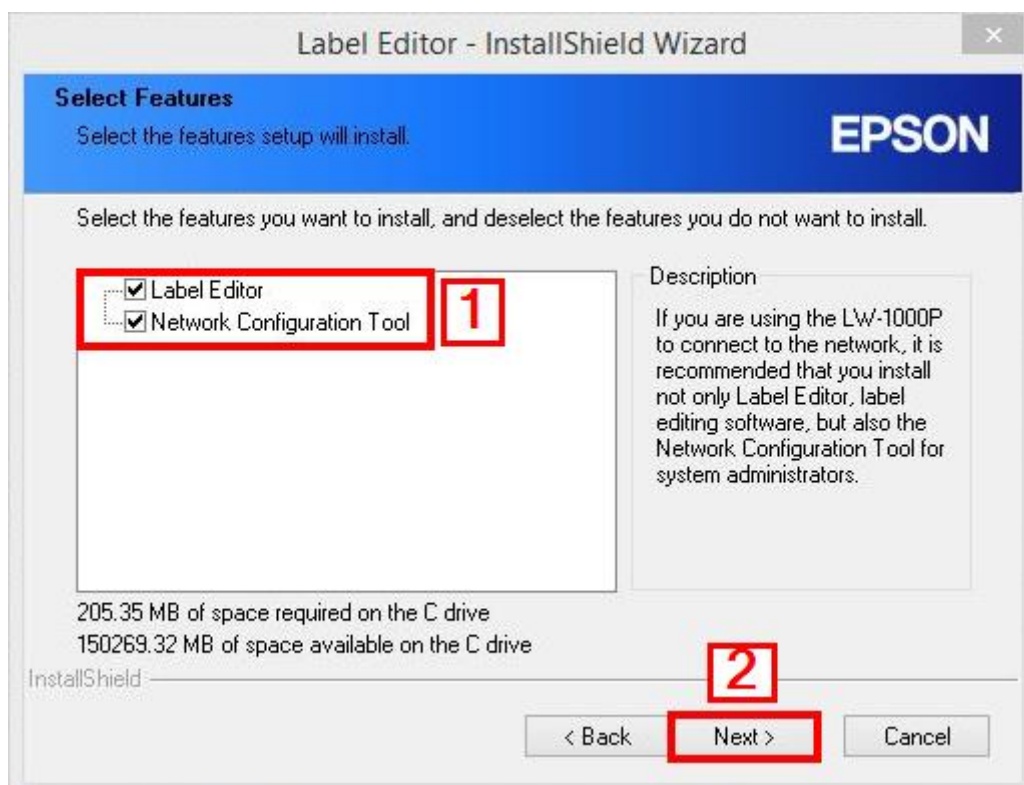 Label Editor - InstallShield Wizard
×
Select Features
Select the features setup will install.
EPSON
Select the features you want to install, and deselect the features you do not want to install.
Label Editor
Network Configuration Tool
1
Description
If you are using the LW-1000P
to connect to the network, it is
recommended that you install
not only Label Editor, label
editing software, but also the
Network Configuration Tool for
system administrators.
205.35 MB of space required on the C drive
150269.32 MB of space available on the C drive
InstallShield
2
< Back
Next >
Cancel